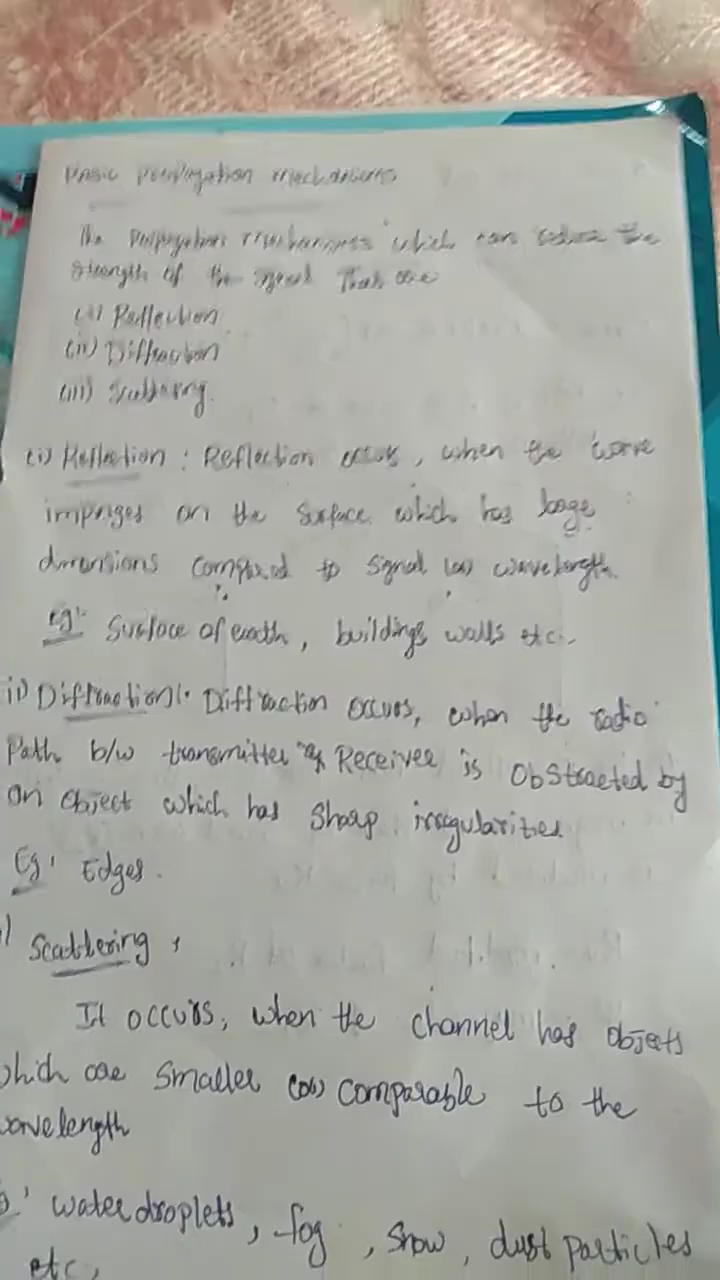 Basic propagation mechanisms
The propagation mechanisms which can reduce the
strength of the signal that are
(i) Reflection
(ii) Diffraction
(iii) Scattering.
(i) Reflection : Reflection occurs, when the wave
impinges on the surface which has large
dimensions compared to signal (or) wavelength.
eg: Surface of earth, buildings walls etc.,
ii) Diffraction: Diffraction occurs, when the radio
path b/w transmitter & Receiver is Obstracted by
an object which has sharp irregularities
Eg: Edges.
) Scattering :
It occurs, when the channel has objects
which are smaller (or) comparable to the
wavelength
water droplets, fog, snow, dust particles
etc,